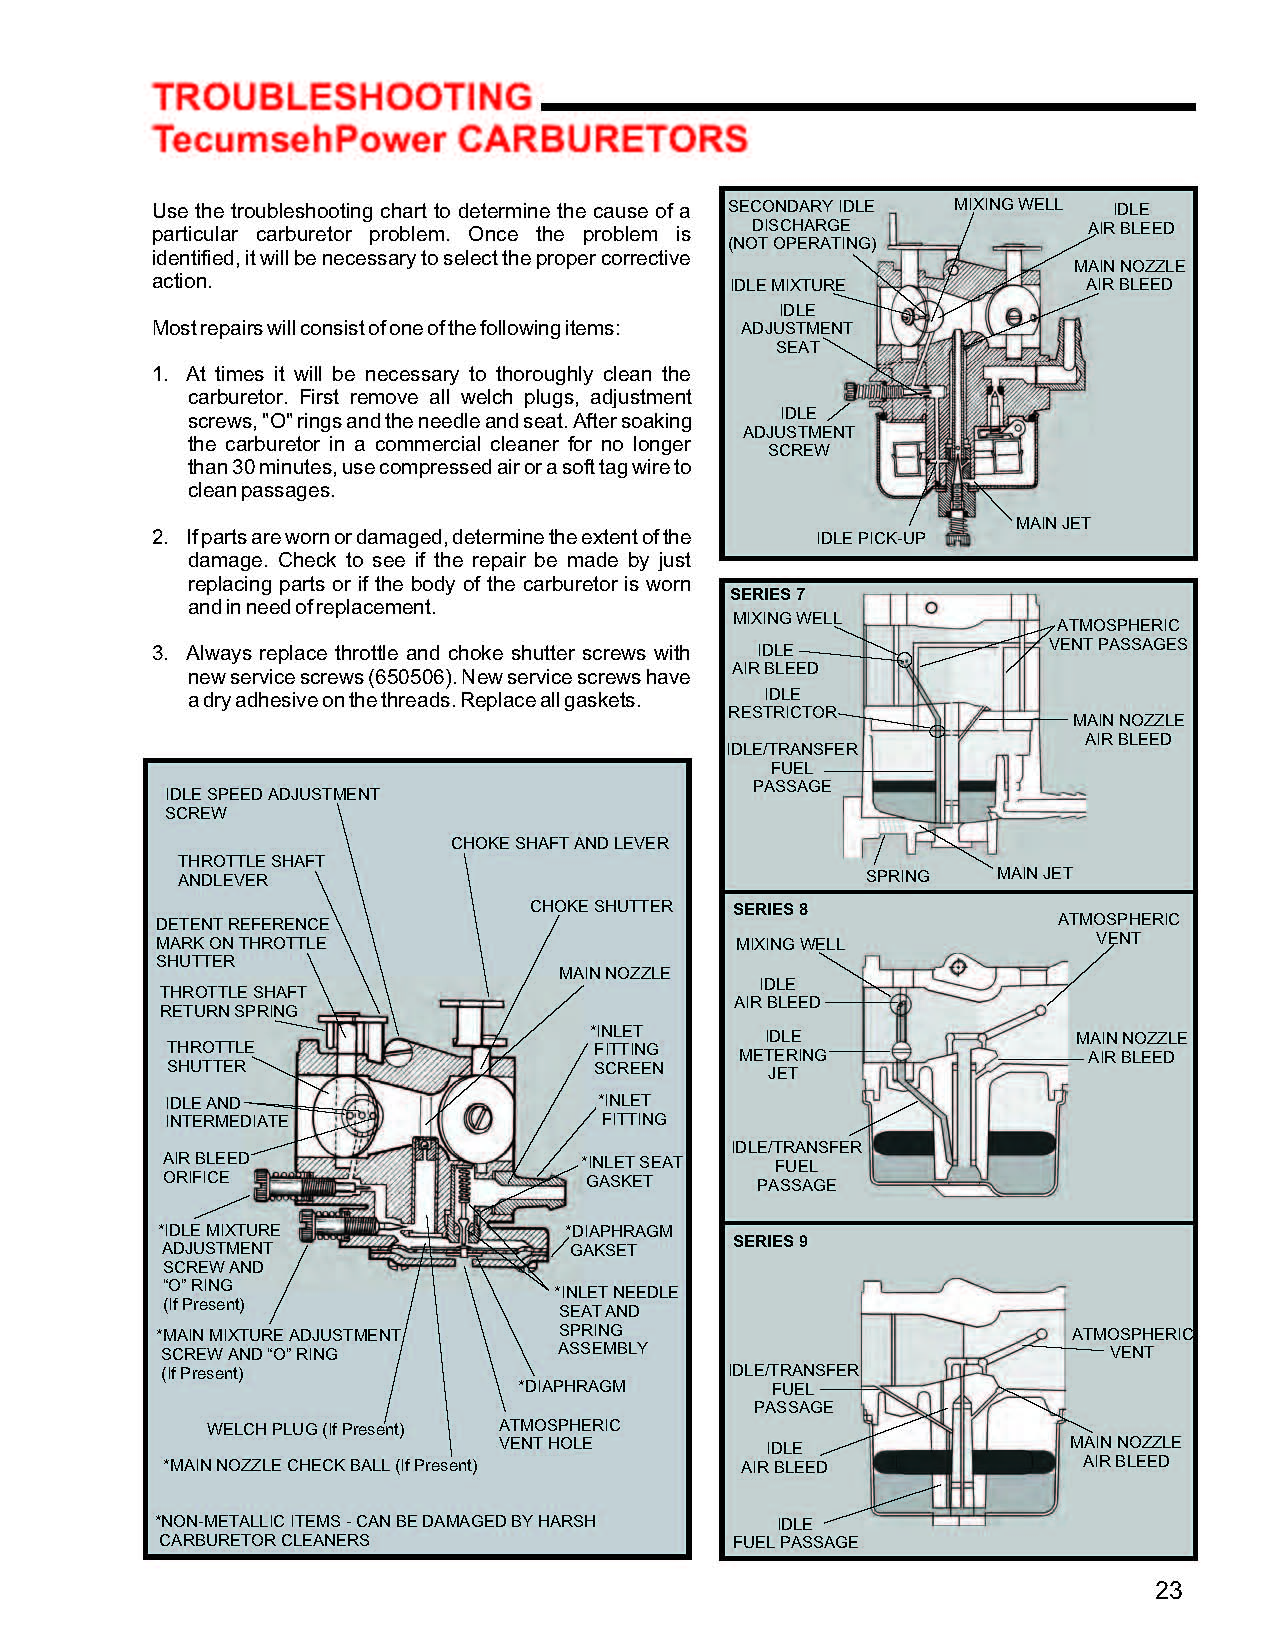 TROUBLESHOOTING
TecumsehPower CARBURETORS
Use the troubleshooting chart to determine the cause of a
particular carburetor problem. Once the problem is
identified, it will be necessary to select the proper corrective
action.
Most repairs will consist of one of the following items:
1. At times it will be necessary to thoroughly clean the
carburetor. First remove all welch plugs, adjustment
screws, "O" rings and the needle and seat. After soaking
the carburetor in a commercial cleaner for no longer
than 30 minutes, use compressed air or a soft tag wire to
clean passages.
2. If parts are worn or damaged, determine the extent of the
damage. Check to see if the repair be made by just
replacing parts or if the body of the carburetor is worn
and in need of replacement.
3. Always replace throttle and choke shutter screws with
new service screws (650506). New service screws have
a dry adhesive on the threads. Replace all gaskets.
IDLE SPEED ADJUSTMENT
SCREW
CHOKE SHAFT AND LEVER
THROTTLE SHAFT
ANDLEVER
CHOKE SHUTTER
DETENT REFERENCE
MARK ON THROTTLE
SHUTTER
MAIN NOZZLE
THROTTLE SHAFT
RETURN SPRING
*INLET
FITTING
SCREEN
THROTTLE
SHUTTER
IDLE AND
INTERMEDIATE
*INLET
FITTING
AIR BLEED
ORIFICE
*INLET SEAT
GASKET
*IDLE MIXTURE
ADJUSTMENT
SCREW AND
“O” RING
(If Present)
*DIAPHRAGM
GAKSET
*INLET NEEDLE
SEAT AND
SPRING
ASSEMBLY
*MAIN MIXTURE ADJUSTMENT
SCREW AND “O” RING
(If Present)
*DIAPHRAGM
WELCH PLUG (If Present)
ATMOSPHERIC
VENT HOLE
*MAIN NOZZLE CHECK BALL (If Present)
*NON-METALLIC ITEMS - CAN BE DAMAGED BY HARSH
CARBURETOR CLEANERS
SECONDARY IDLE
DISCHARGE
(NOT OPERATING)
MIXING WELL
IDLE
AIR BLEED
MAIN NOZZLE
AIR BLEED
IDLE MIXTURE
IDLE
ADJUSTMENT
SEAT
IDLE
ADJUSTMENT
SCREW
MAIN JET
IDLE PICK-UP
SERIES 7
MIXING WELL
ATMOSPHERIC
VENT PASSAGES
IDLE
AIR BLEED
IDLE
RESTRICTOR
MAIN NOZZLE
AIR BLEED
IDLE/TRANSFER
FUEL
PASSAGE
SPRING
MAIN JET
SERIES 8
ATMOSPHERIC
VENT
MIXING WELL
IDLE
AIR BLEED
IDLE
METERING
JET
MAIN NOZZLE
AIR BLEED
IDLE/TRANSFER
FUEL
PASSAGE
SERIES 9
ATMOSPHERIC
VENT
IDLE/TRANSFER
FUEL
PASSAGE
IDLE
AIR BLEED
MAIN NOZZLE
AIR BLEED
IDLE
FUEL PASSAGE
23